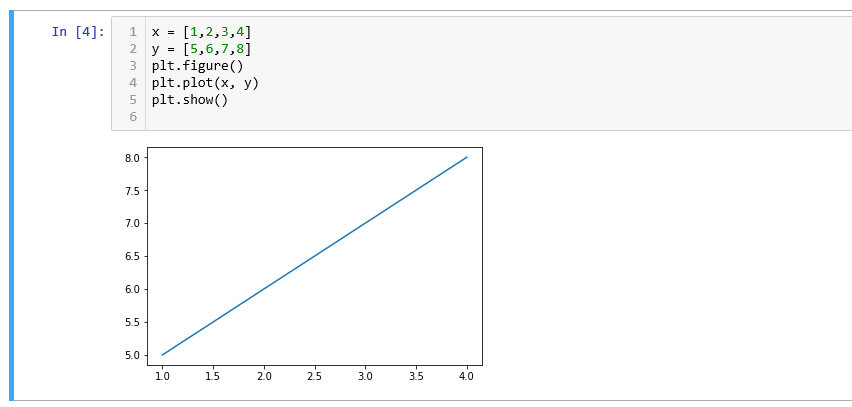 In [4]:
1 x = [1,2,3,4]
2 y = [5,6,7,8]
3 plt.figure()
4 plt.plot(x, y)
5 plt.show()
6
8.0
7.5
7.0
6.5
6.0
5.5
5.0
1.0 1.5 2.0 2.5 3.0 3.5 4.0